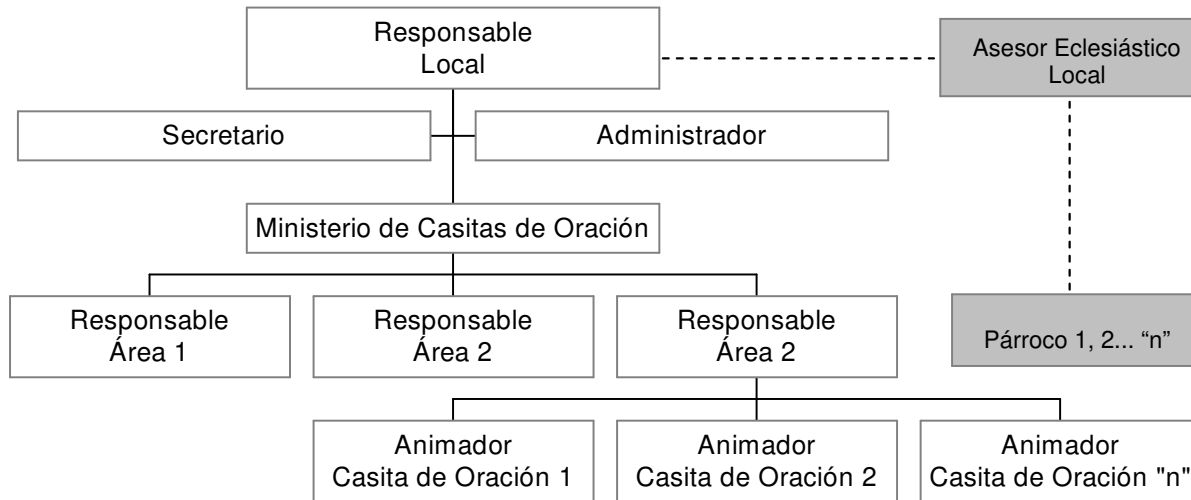 Responsable
Local
Asesor Eclesiástico
Local
Secretario
Administrador
Ministerio de Casitas de Oración
Responsable
Área 1
Responsable
Área 2
Responsable
Área 2
Párroco 1, 2... “n”
Animador
Casita de Oración 1
Animador
Casita de Oración 2
Animador
Casita de Oración "n"